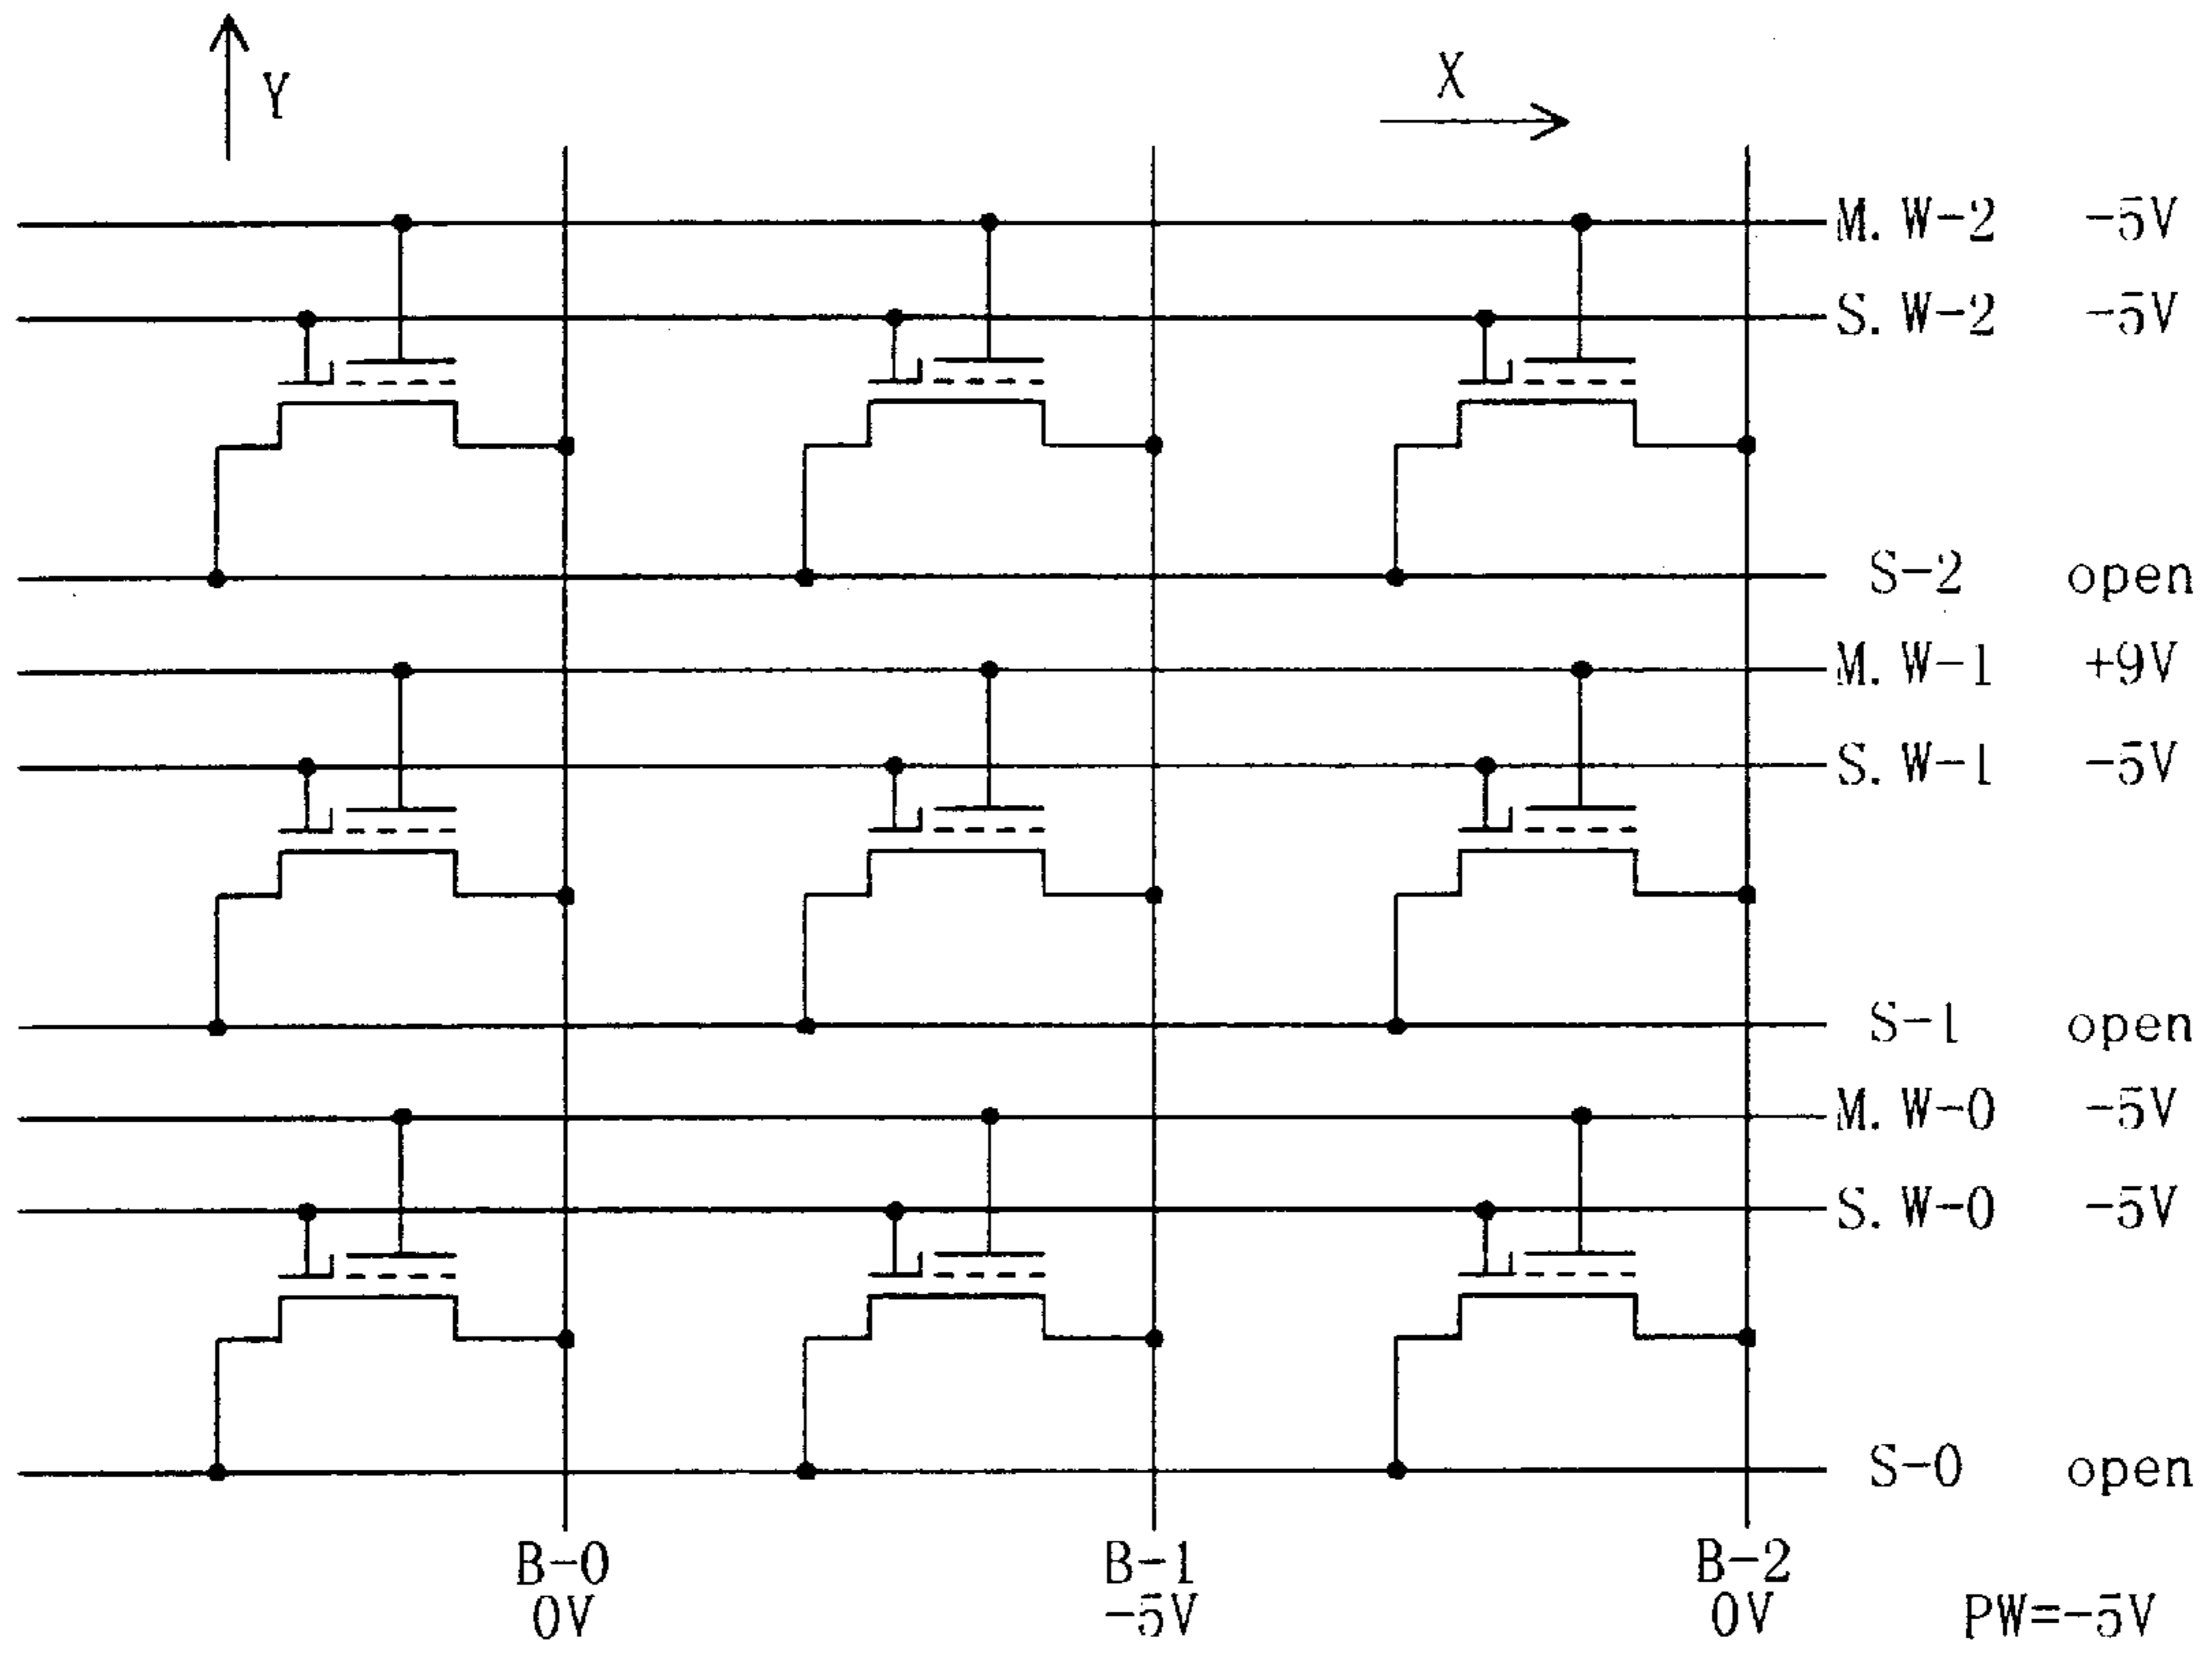 Y
X
M. W-2 -5V
S. W-2 -5V
S-2 open
M. W-1 +9V
S. W-1 -5V
S-1 open
M. W-0 -5V
S. W-0 -5V
S-0 open
B-0 B-1 B-2
0V -5V 0V PW=-5V